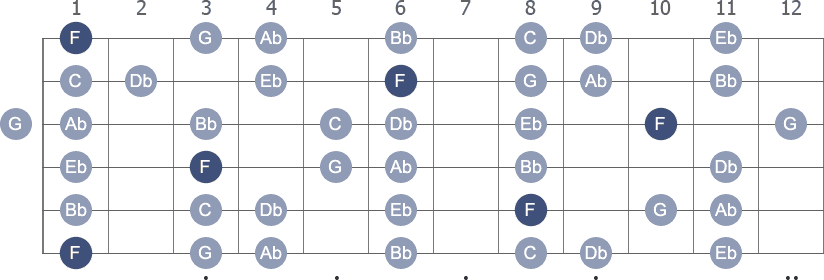 1 2 3 4 5 6 7 8 9 10 11 12
F G Ab Bb C Db Eb
C Db Eb F G Ab Bb
G Ab Bb C Db Eb F G
Eb F G Ab Bb Db
Bb C Db Eb F G Ab
F G Ab Bb C Db Eb